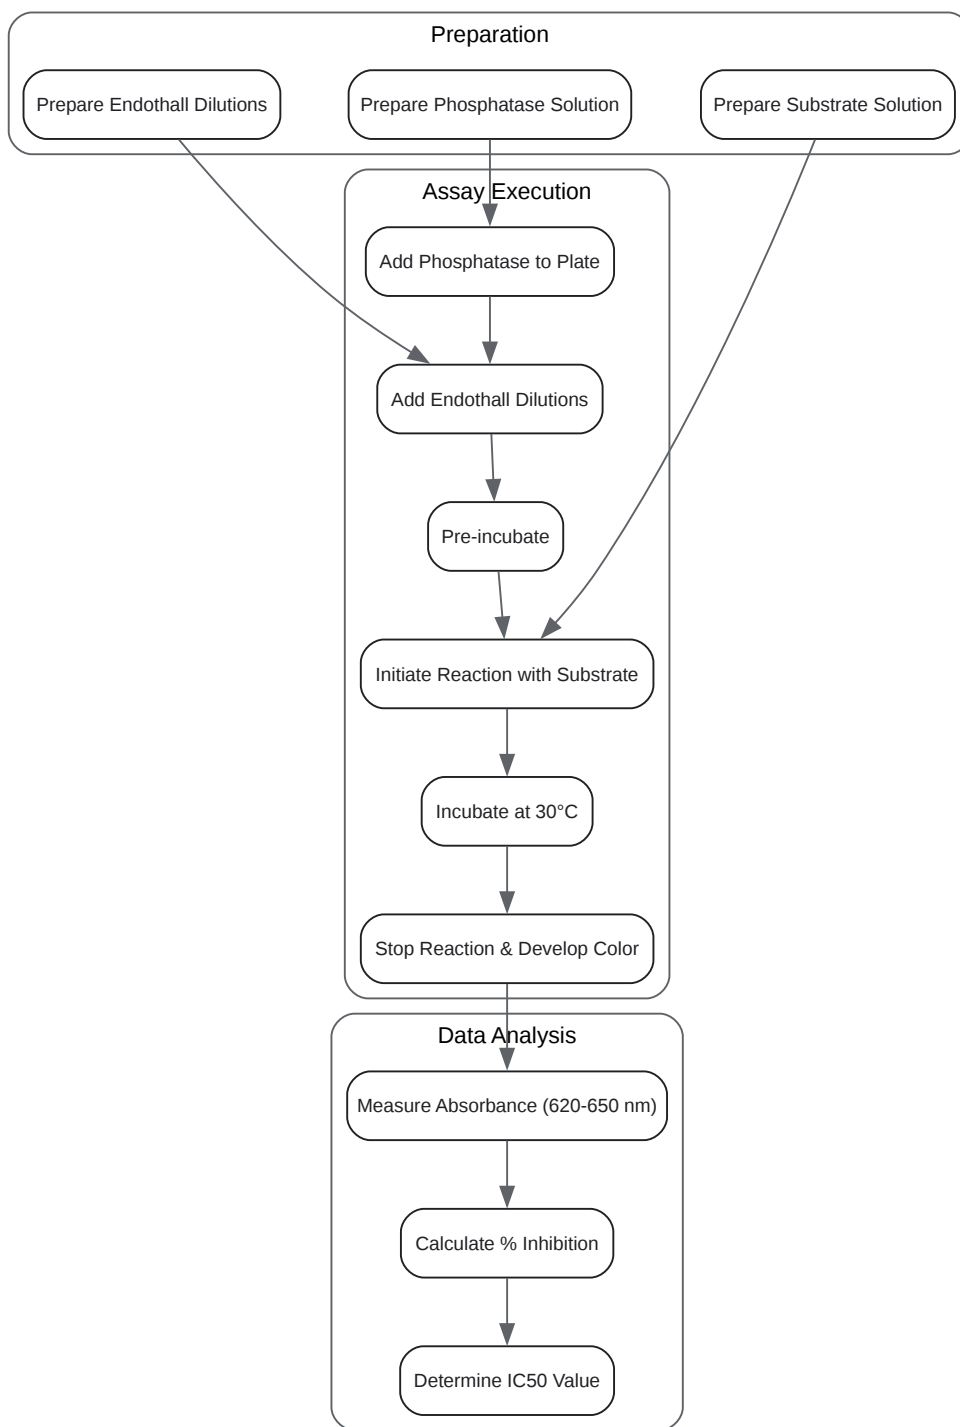 Preparation
Prepare Endothall Dilutions
Prepare Phosphatase Solution
Prepare Substrate Solution
Assay Execution
Add Phosphatase to Plate
Add Endothall Dilutions
Pre-incubate
Initiate Reaction with Substrate
Incubate at 30°C
Stop Reaction & Develop Color
Data Analysis
Measure Absorbance (620-650 nm)
Calculate % Inhibition
Determine IC50 Value